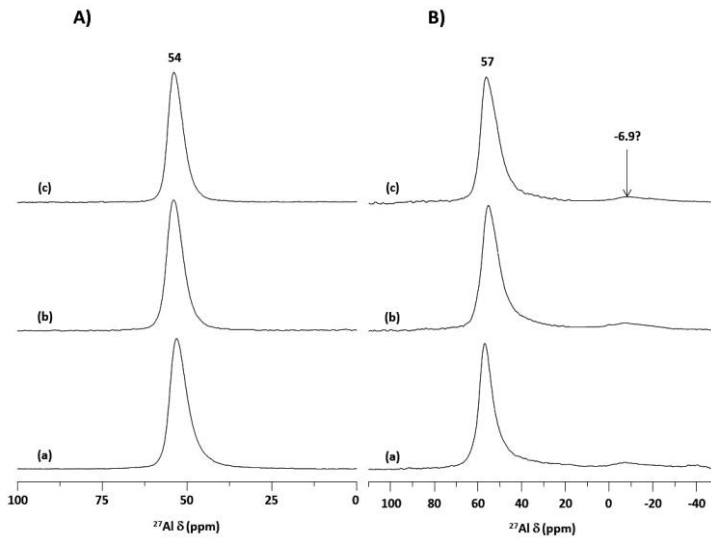 A)
54
(c)
(b)
(a)
100 75 50 25 0
²⁷Al δ (ppm)
B)
57
-6.9?
(c)
(b)
(a)
100 80 60 40 20 0 -20 -40
²⁷Al δ (ppm)